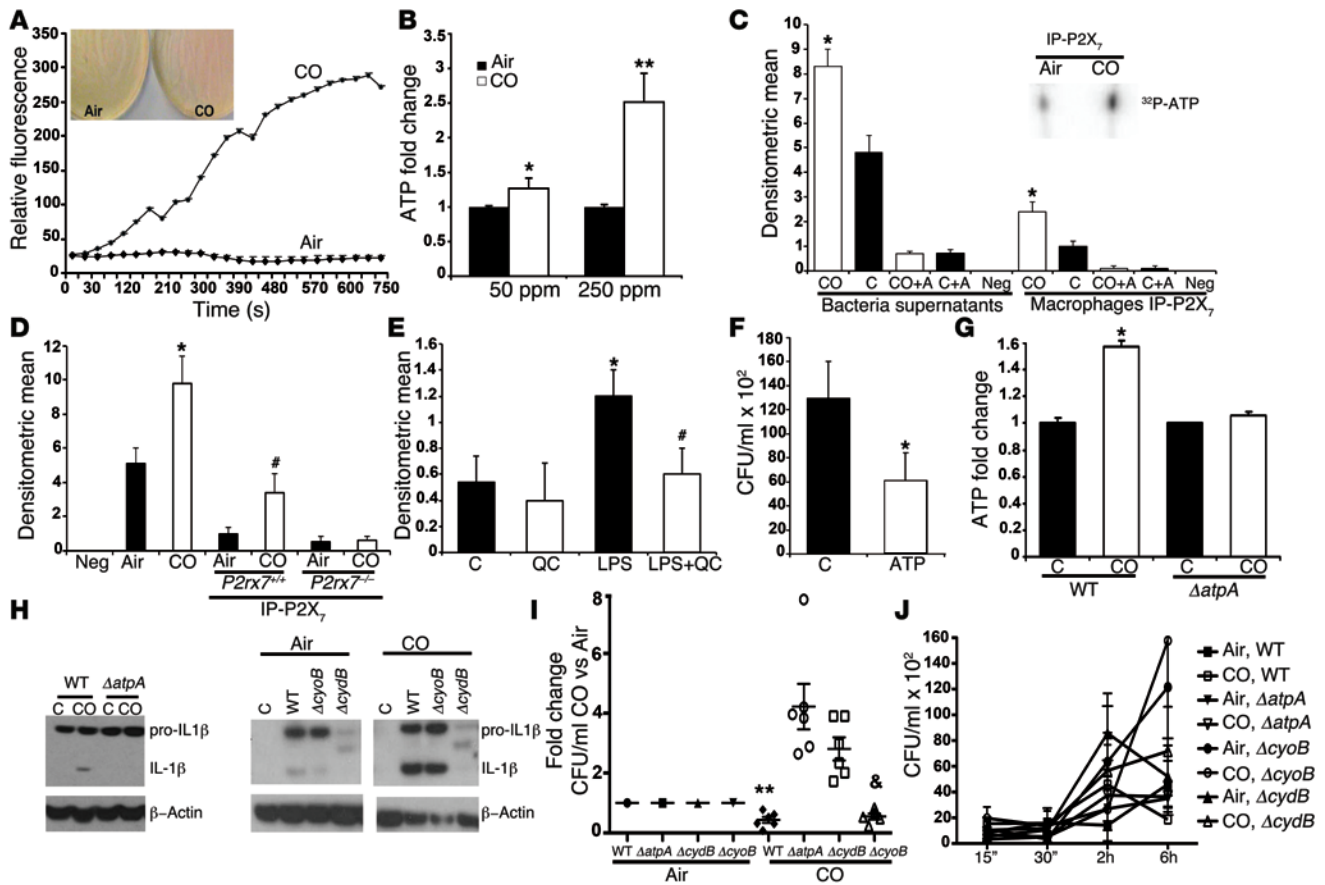 A
Relative fluorescence
350
300
250
200
150
100
50
0
Air
CO
CO
Air
0 30 120 210 300 390 480 570 660 750
Time (s)
B
ATP fold change
3.5
3
2.5
2
1.5
1
0.5
0
Air
CO
*
**
50 ppm 250 ppm
C
Densitometric mean
10
9
8
7
6
5
4
3
2
1
0
*
*
IP-P2X7
Air CO
32P-ATP
CO C CO+A C+A Neg CO C CO+A C+A Neg
Bacteria supernatants Macrophages IP-P2X7
D
Densitometric mean
12
10
8
6
4
2
0
*
#
Neg Air CO Air CO Air CO
P2rx7+/+ P2rx7–/–
IP-P2X7
E
Densitometric mean
1.6
1.4
1.2
1
0.8
0.6
0.4
0.2
0
*
#
C QC LPS LPS+QC
F
CFU/ml x 10²
180
160
140
120
100
80
60
40
20
0
*
C ATP
G
ATP fold change
1.6
1.4
1.2
1
0.8
0.6
0.4
0.2
0
*
C CO C CO
WT ΔatpA
H
WT ΔatpA
C CO C CO
pro-IL1β
IL-1β
β-Actin
Air CO
C WT ΔcyoB ΔcydB C WT ΔcyoB ΔcydB
pro-IL1β
IL-1β
β-Actin
I
Fold change
CFU/ml CO vs Air
8
6
4
2
0
**
&
WT ΔatpA ΔcydB ΔcyoB WT ΔatpA ΔcydB ΔcyoB
Air CO
J
CFU/ml x 10²
160
140
120
100
80
60
40
20
0
15" 30" 2h 6h
Air, WT
CO, WT
Air, ΔatpA
CO, ΔatpA
Air, ΔcyoB
CO, ΔcyoB
Air, ΔcydB
CO, ΔcydB